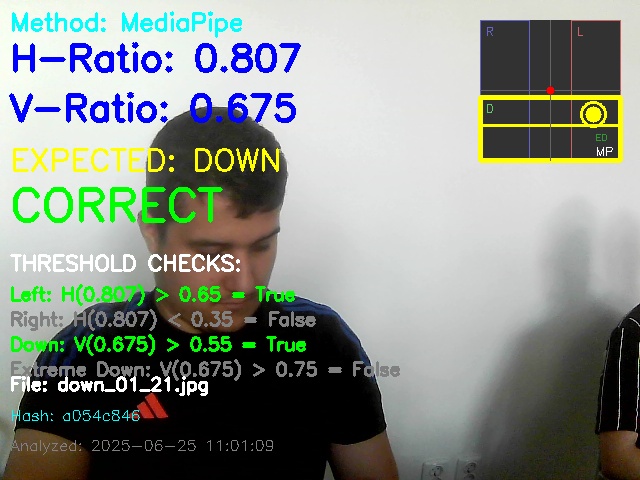 Method: MediaPipe
H-Ratio: 0.807
V-Ratio: 0.675
EXPECTED: DOWN
CORRECT
THRESHOLD CHECKS:
Left: H(0.807) > 0.65 = True
Right: H(0.807) < 0.35 = False
Down: V(0.675) > 0.55 = True
Extreme Down: V(0.675) > 0.75 = False
File: down_01_21.jpg
Hash: a054c846
Analyzed: 2025-06-25 11:01:09
R L
D
ED
MP